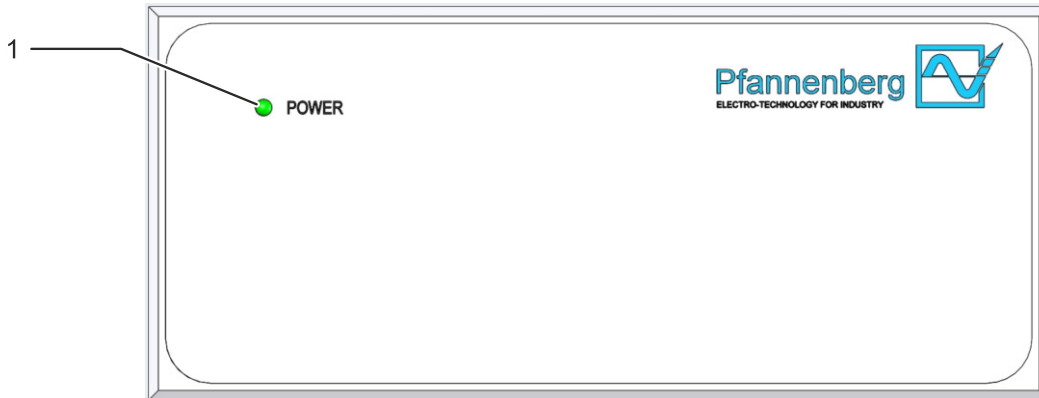 1
POWER
Pfannenberg
ELECTRO-TECHNOLOGY FOR INDUSTRY